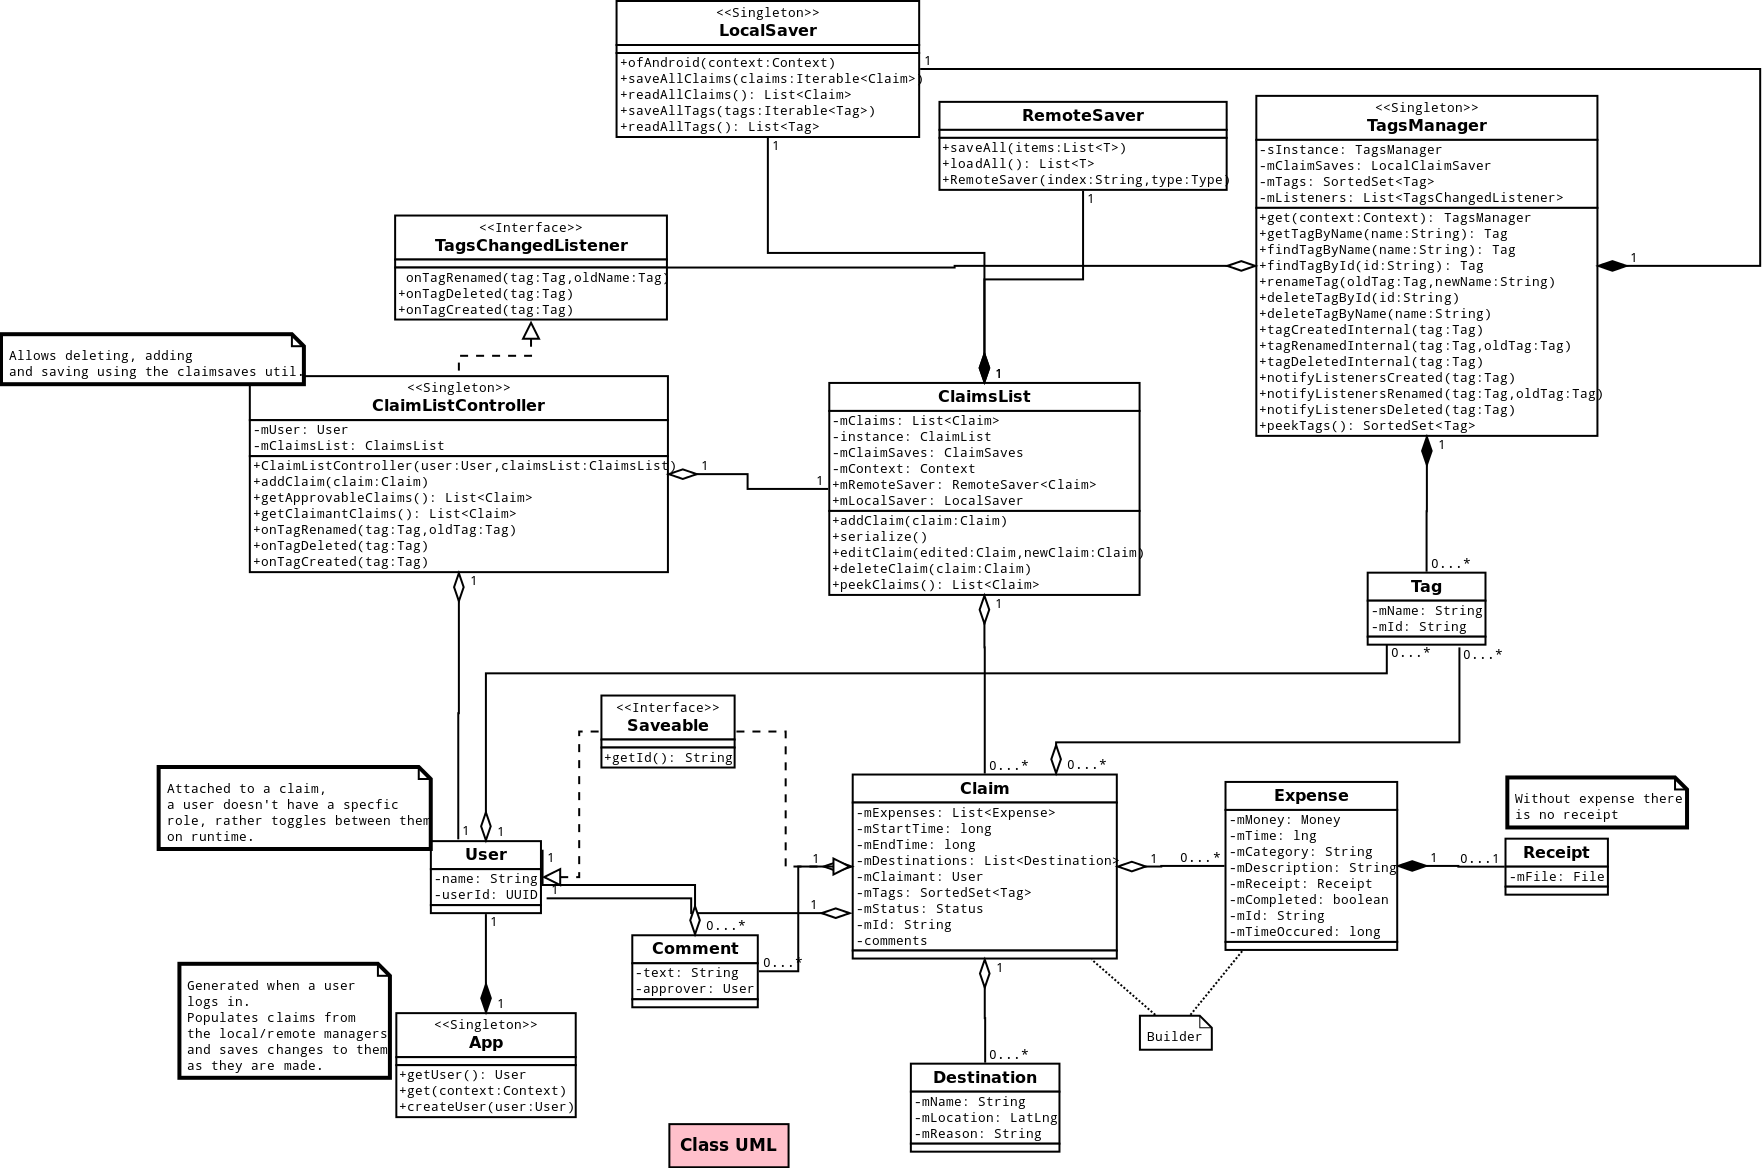 <<Singleton>>
LocalSaver
+ofAndroid(context:Context)
+saveAllClaims(claims:Iterable<Claim>)
+readAllClaims(): List<Claim>
+saveAllTags(tags:Iterable<Tag>)
+readAllTags(): List<Tag>
1
1
RemoteSaver
+saveAll(items:List<T>)
+loadAll(): List<T>
+RemoteSaver(index:String,type:Type)
1
<<Singleton>>
TagsManager
-sInstance: TagsManager
-mClaimSaves: LocalClaimSaver
-mTags: SortedSet<Tag>
-mListeners: List<TagsChangedListener>
+get(context:Context): TagsManager
+getTagByName(name:String): Tag
+findTagByName(name:String): Tag
+findTagById(id:String): Tag
+renameTag(oldTag:Tag,newName:String)
+deleteTagById(id:String)
+deleteTagByName(name:String)
+tagCreatedInternal(tag:Tag)
+tagRenamedInternal(tag:Tag,oldTag:Tag)
+tagDeletedInternal(tag:Tag)
+notifyListenersCreated(tag:Tag)
+notifyListenersRenamed(tag:Tag,oldTag:Tag)
+notifyListenersDeleted(tag:Tag)
+peekTags(): SortedSet<Tag>
1
1
<<Interface>>
TagsChangedListener
onTagRenamed(tag:Tag,oldName:Tag)
+onTagDeleted(tag:Tag)
+onTagCreated(tag:Tag)
Allows deleting, adding
and saving using the claimsaves util.
<<Singleton>>
ClaimListController
-mUser: User
-mClaimsList: ClaimsList
+ClaimListController(user:User,claimsList:ClaimsList)
+addClaim(claim:Claim)
+getApprovableClaims(): List<Claim>
+getClaimantClaims(): List<Claim>
+onTagRenamed(tag:Tag,oldTag:Tag)
+onTagDeleted(tag:Tag)
+onTagCreated(tag:Tag)
1
1
1
1
ClaimsList
-mClaims: List<Claim>
-instance: ClaimList
-mClaimSaves: ClaimSaves
-mContext: Context
+mRemoteSaver: RemoteSaver<Claim>
+mLocalSaver: LocalSaver
+addClaim(claim:Claim)
+serialize()
+editClaim(edited:Claim,newClaim:Claim)
+deleteClaim(claim:Claim)
+peekClaims(): List<Claim>
1
0...*
Tag
-mName: String
-mId: String
0...*
0...*
<<Interface>>
Saveable
+getId(): String
Attached to a claim,
a user doesn't have a specfic
role, rather toggles between them
on runtime.
1
1
User
-name: String
-userId: UUID
1
1
1
0...*
0...*
Claim
-mExpenses: List<Expense>
-mStartTime: long
-mEndTime: long
-mDestinations: List<Destination>
-mClaimant: User
-mTags: SortedSet<Tag>
-mStatus: Status
-mId: String
-comments
1
1
1
0...*
1
Expense
-mMoney: Money
-mTime: lng
-mCategory: String
-mDescription: String
-mReceipt: Receipt
-mCompleted: boolean
-mId: String
-mTimeOccured: long
1
0...1
Without expense there
is no receipt
Receipt
-mFile: File
0...*
Comment
-text: String
-approver: User
0...*
Generated when a user
logs in.
Populates claims from
the local/remote managers
and saves changes to them
as they are made.
1
<<Singleton>>
App
+getUser(): User
+get(context:Context)
+createUser(user:User)
Builder
0...*
Destination
-mName: String
-mLocation: LatLng
-mReason: String
Class UML